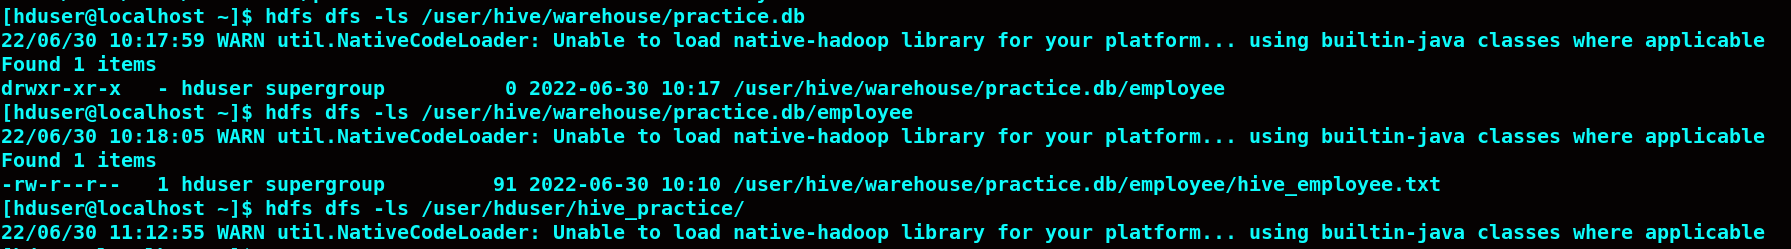 [hduser@localhost ~]$ hdfs dfs -ls /user/hive/warehouse/practice.db
22/06/30 10:17:59 WARN util.NativeCodeLoader: Unable to load native-hadoop library for your platform... using builtin-java classes where applicable
Found 1 items
drwxr-xr-x   - hduser supergroup          0 2022-06-30 10:17 /user/hive/warehouse/practice.db/employee
[hduser@localhost ~]$ hdfs dfs -ls /user/hive/warehouse/practice.db/employee
22/06/30 10:18:05 WARN util.NativeCodeLoader: Unable to load native-hadoop library for your platform... using builtin-java classes where applicable
Found 1 items
-rw-r--r--   1 hduser supergroup         91 2022-06-30 10:10 /user/hive/warehouse/practice.db/employee/hive_employee.txt
[hduser@localhost ~]$ hdfs dfs -ls /user/hduser/hive_practice/
22/06/30 11:12:55 WARN util.NativeCodeLoader: Unable to load native-hadoop library for your platform... using builtin-java classes where applicable